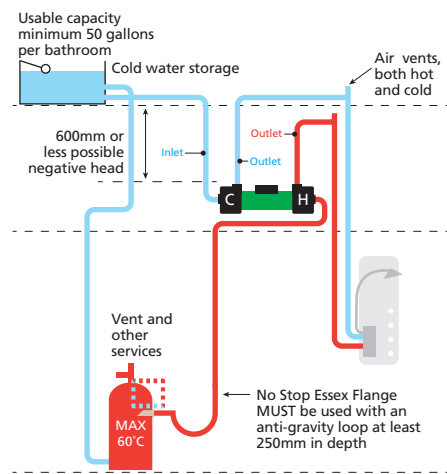 Usable capacity
minimum 50 gallons
per bathroom
Cold water storage
Air vents,
both hot
and cold
600mm or
less possible
negative head
Inlet
Outlet
Outlet
C
H
Vent and
other
services
MAX
60°C
No Stop Essex Flange
MUST be used with an
anti-gravity loop at least
250mm in depth